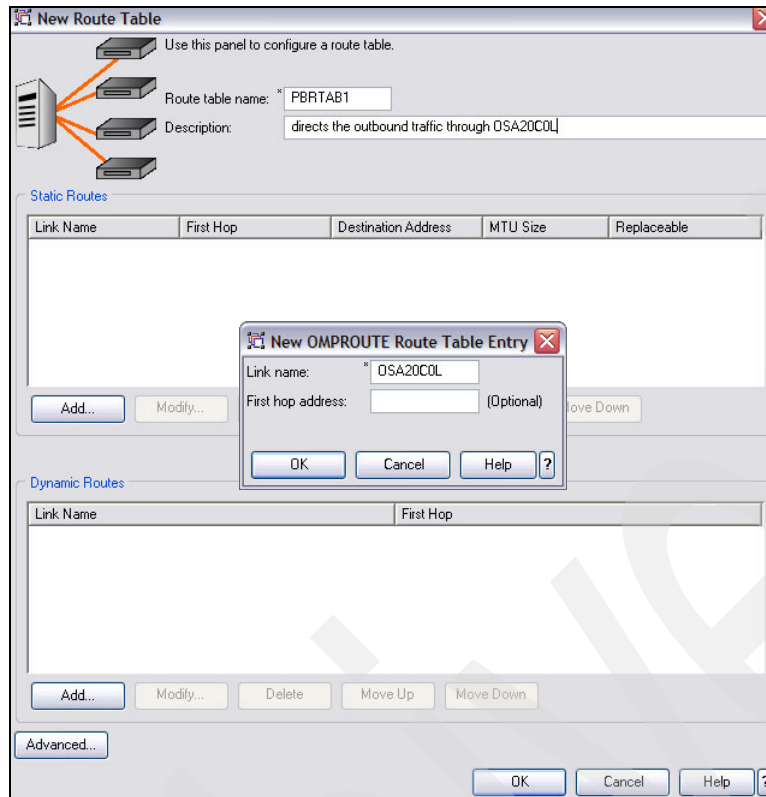 New Route Table
Use this panel to configure a route table.
Route table name: * PBRTAB1
Description: directs the outbound traffic through OSA20C0L
Static Routes
Link Name First Hop Destination Address MTU Size Replaceable
New OMPROUTE Route Table Entry
Link name: * OSA20C0L
First hop address: (Optional)
Add... Modify... ove Down
OK Cancel Help ?
Dynamic Routes
Link Name First Hop
Add... Modify... Delete Move Up Move Down
Advanced...
OK Cancel Help ?